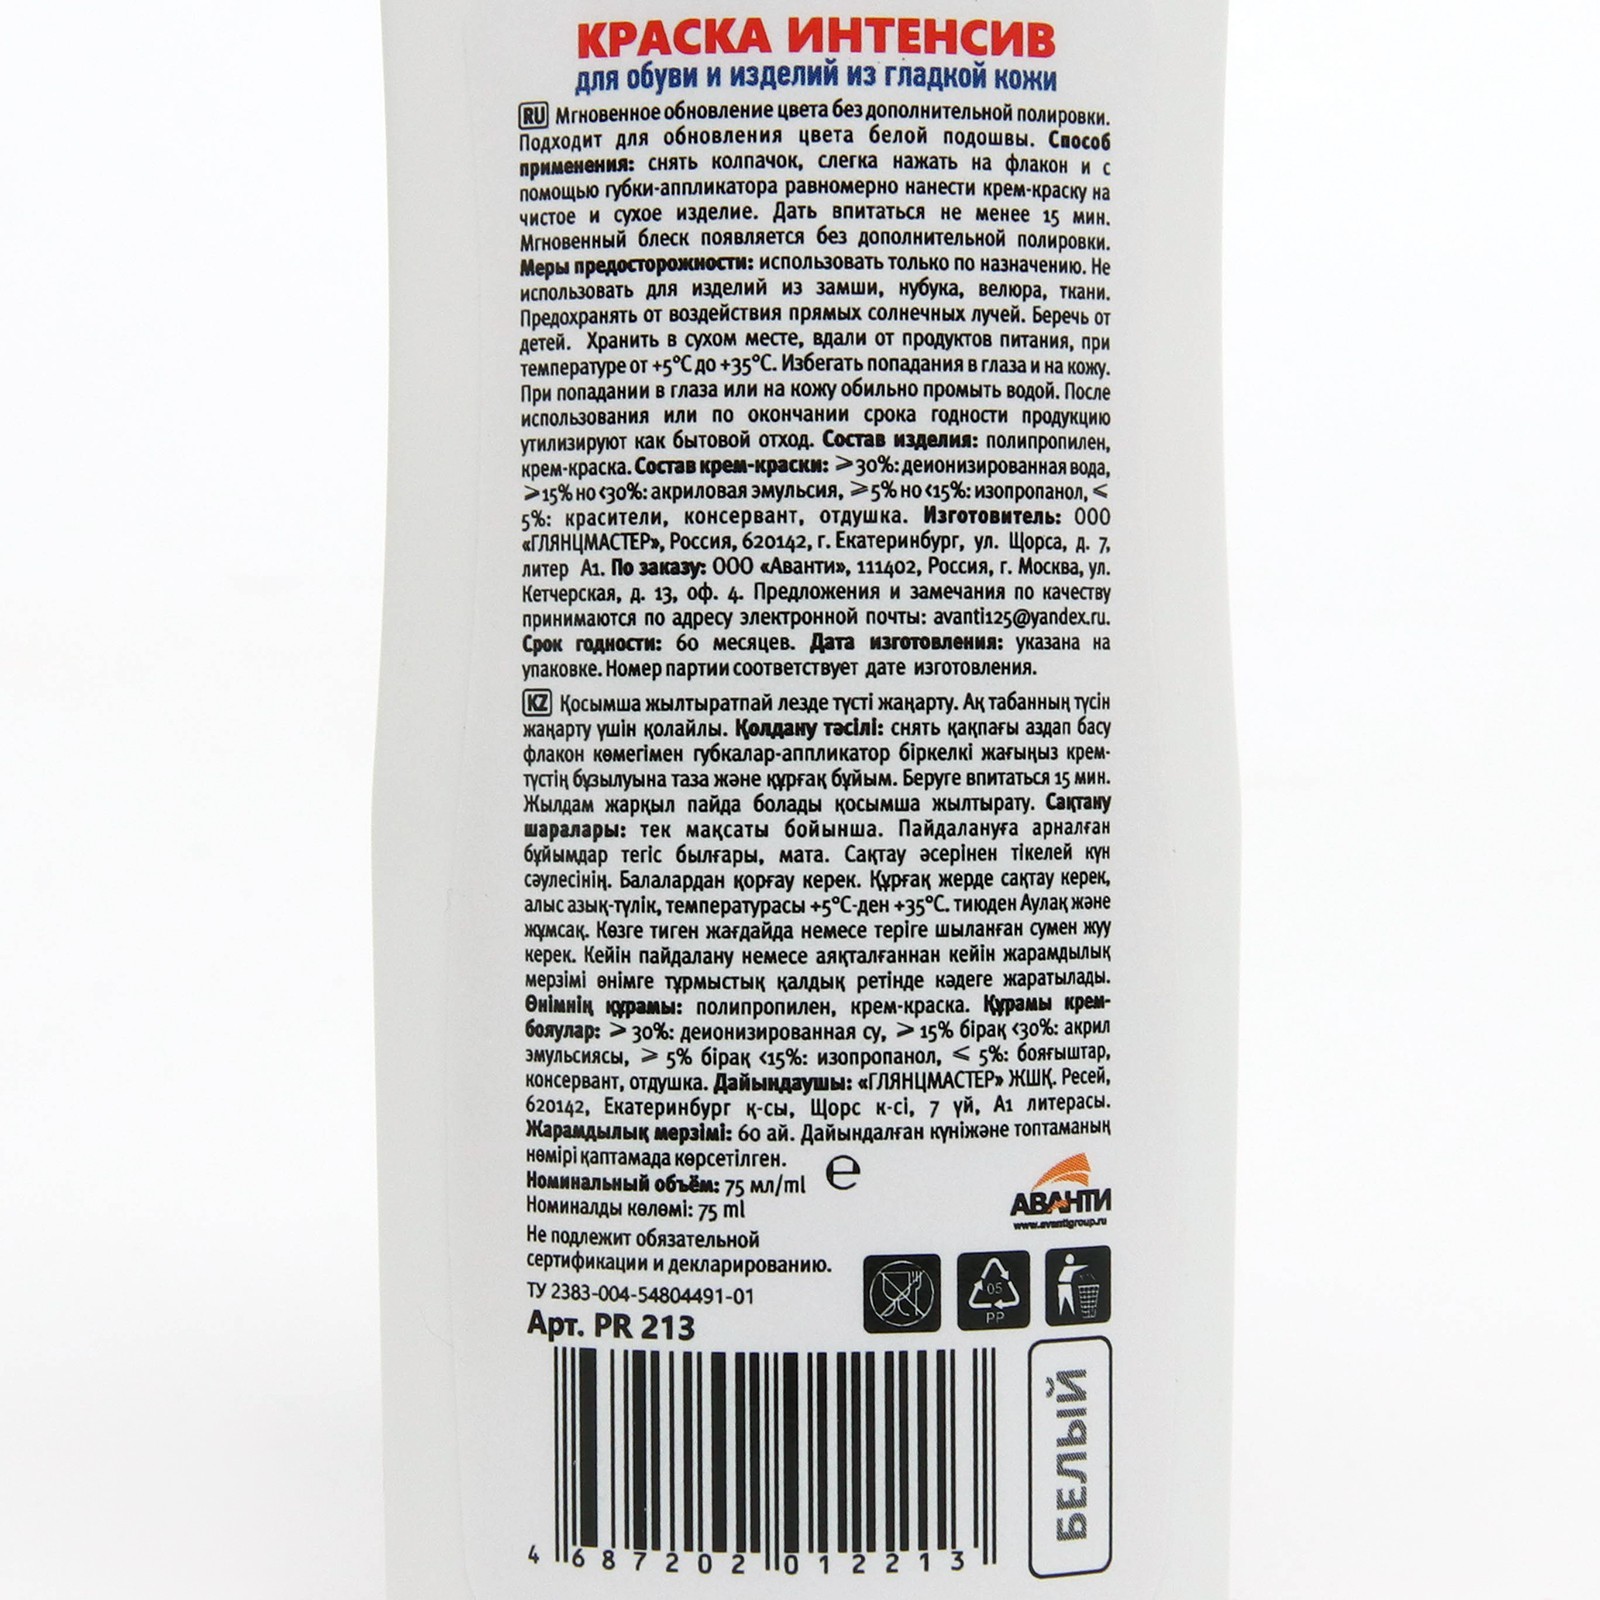 КРАСКА ИНТЕНСИВ
для обуви и изделий из гладкой кожи
RU Мгновенное обновление цвета без дополнительной полировки.
Подходит для обновления цвета белой подошвы. Способ
применения: снять колпачок, слегка нажать на флакон и с
помощью губки-аппликатора равномерно нанести крем-краску на
чистое и сухое изделие. Дать впитаться не менее 15 мин.
Мгновенный блеск появляется без дополнительной полировки.
Меры предосторожности: использовать только по назначению. Не
использовать для изделий из замши, нубука, велюра, ткани.
Предохранять от воздействия прямых солнечных лучей. Беречь от
детей. Хранить в сухом месте, вдали от продуктов питания, при
температуре от +5°С до +35°С. Избегать попадания в глаза и на кожу.
При попадании в глаза или на кожу обильно промыть водой. После
использования или по окончании срока годности продукцию
утилизируют как бытовой отход. Состав изделия: полипропилен,
крем-краска. Состав крем-краски: ⩾30%: деионизированная вода,
⩾15% но <30%: акриловая эмульсия, ⩾5% но <15%: изопропанол, ⩽
5%: красители, консервант, отдушка. Изготовитель: ООО
«ГЛЯНЦМАСТЕР», Россия, 620142, г. Екатеринбург, ул. Щорса, д. 7,
литер А1. По заказу: ООО «Аванти», 111402, Россия, г. Москва, ул.
Кетчерская, д. 13, оф. 4. Предложения и замечания по качеству
принимаются по адресу электронной почты: avanti125@yandex.ru.
Срок годности: 60 месяцев. Дата изготовления: указана на
упаковке. Номер партии соответствует дате изготовления.
KZ Қосымша жылтыратпай лезде түсті жаңарту. Ақ табанның түсін
жаңарту үшін қолайлы. Қолдану тәсілі: снять қақпағы аздап басу
флакон көмегімен губкалар-аппликатор біркелкі жағыңыз крем-
түстің бұзылуына таза және құрғақ бұйым. Беруге впитаться 15 мин.
Жылдам жарқыл пайда болады қосымша жылтырату. Сақтану
шаралары: тек мақсаты бойынша. Пайдалануға арналған
бұйымдар тегіс былғары, мата. Сақтау әсерінен тікелей күн
сәулесінің. Балалардан қорғау керек. Құрғақ жерде сақтау керек,
алыс азық-түлік, температурасы +5°С-ден +35°С. тиюден Аулақ және
жұмсақ. Көзге тиген жағдайда немесе теріге шыланған сумен жуу
керек. Кейін пайдалану немесе аяқталғаннан кейін жарамдылық
мерзімі өнімге тұрмыстық қалдық ретінде кәдеге жаратылады.
Өнімнің құрамы: полипропилен, крем-краска. Құрамы крем-
бояулар: ⩾ 30%: деионизированная су, ⩾ 15% бірақ <30%: акрил
эмульсиясы, ⩾ 5% бірақ <15%: изопропанол, ⩽ 5%: бояғыштар,
консервант, отдушка. Дайындаушы: «ГЛЯНЦМАСТЕР» ЖШҚ. Ресей,
620142, Екатеринбург қ-сы, Щорс к-сі, 7 үй, А1 литерасы.
Жарамдылық мерзімі: 60 ай. Дайындалған күніжәне топтаманың
нөмірі қаптамада көрсетілген.
Номинальный объём: 75 мл/ml ℮
Номиналды көлемі: 75 ml
АВАНТИ
www.avantigroup.ru
Не подлежит обязательной
сертификации и декларированию.
ТУ 2383-004-54804491-01
05
PP
Арт. PR 213
БЕЛЫЙ
4 687202 012213